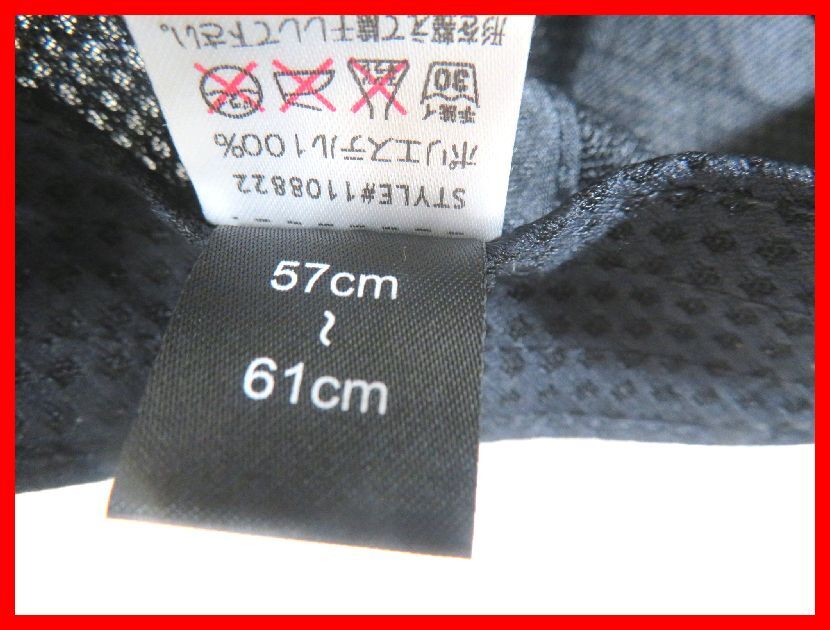 STYLE#1108822
ポリエステル100%
手洗イ
30
形を整えて陰干しして下さい。
57cm
~
61cm